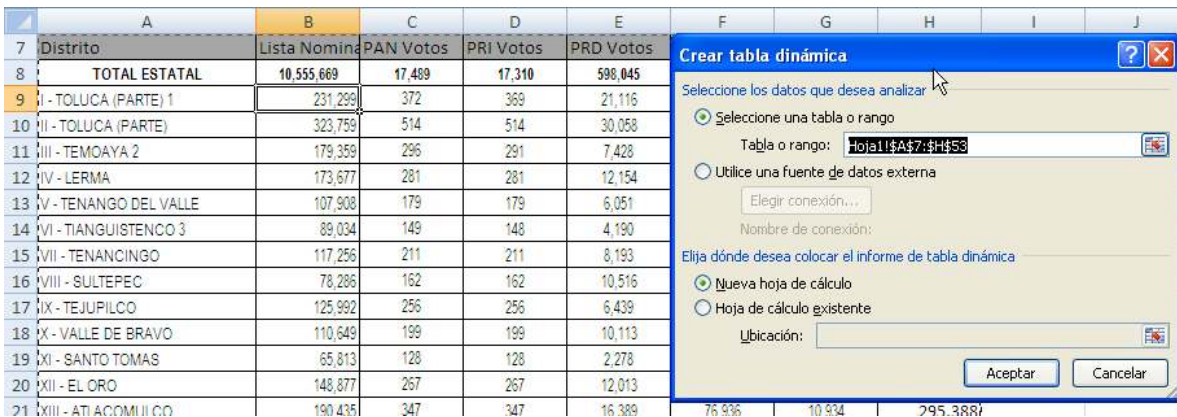 A B C D E F G H I J
7 Distrito Lista Nomina PAN Votos PRI Votos PRD Votos
8 TOTAL ESTATAL 10,555,669 17,489 17,310 598,045
9 I - TOLUCA (PARTE) 1 231,299 372 369 21,116
10 II - TOLUCA (PARTE) 323,759 514 514 30,058
11 III - TEMOAYA 2 179,359 296 291 7,428
12 IV - LERMA 173,677 281 281 12,154
13 V - TENANGO DEL VALLE 107,908 179 179 6,051
14 VI - TIANGUISTENCO 3 89,034 149 148 4,190
15 VII - TENANCINGO 117,256 211 211 8,193
16 VIII - SULTEPEC 78,286 162 162 10,516
17 IX - TEJUPILCO 125,992 256 256 6,439
18 X - VALLE DE BRAVO 110,649 199 199 10,113
19 XI - SANTO TOMAS 65,813 128 128 2,278
20 XII - EL ORO 148,877 267 267 12,013
21 XIII - ATLACOMULCO 190,435 347 347 16,389 76,936 10,934 295,388
Crear tabla dinámica
Seleccione los datos que desea analizar
Seleccione una tabla o rango
Tabla o rango: Hoja1!$A$7:$H$53
Utilice una fuente de datos externa
Elegir conexión...
Nombre de conexión:
Elija dónde desea colocar el informe de tabla dinámica
Nueva hoja de cálculo
Hoja de cálculo existente
Ubicación:
Aceptar Cancelar